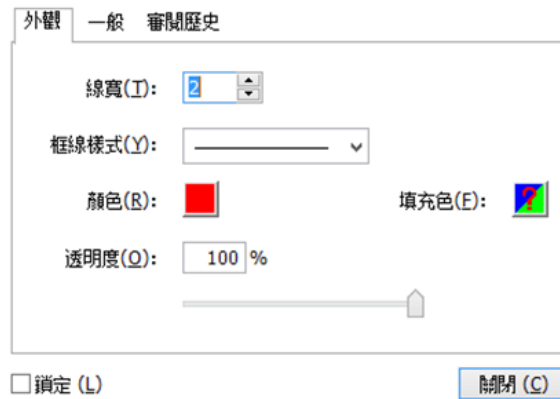 外觀 一般 審閱歷史
線寬(T): 2
框線樣式(Y):
顏色(R): 填充色(F): ?
透明度(O): 100 %
鎖定 (L) 關閉 (C)